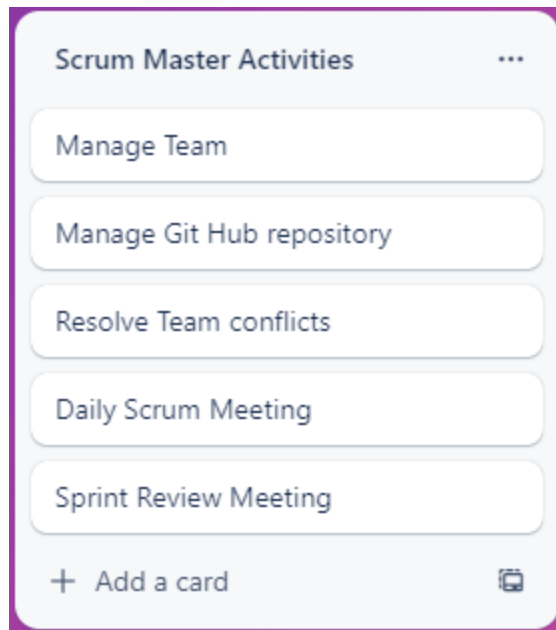 Scrum Master Activities
Manage Team
Manage Git Hub repository
Resolve Team conflicts
Daily Scrum Meeting
Sprint Review Meeting
Add a card